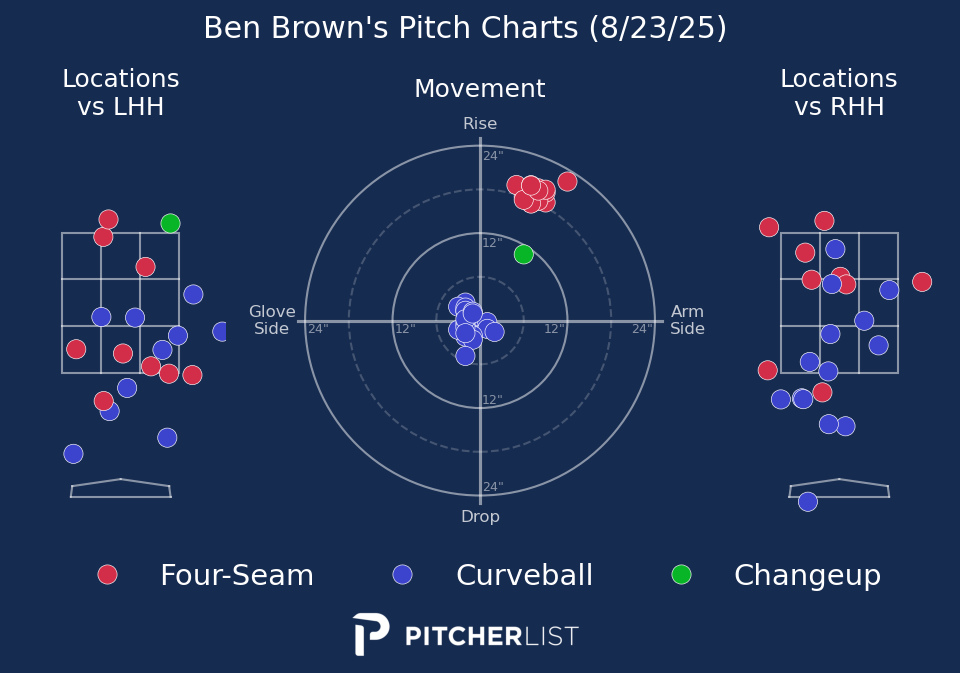 Ben Brown's Pitch Charts (8/23/25)
Locations
vs LHH
Movement
Locations
vs RHH
Rise
24"
12"
Glove
Side
24"
12"
12"
24"
Arm
Side
12"
24"
Drop
Four-Seam
Curveball
Changeup
PITCHERLIST